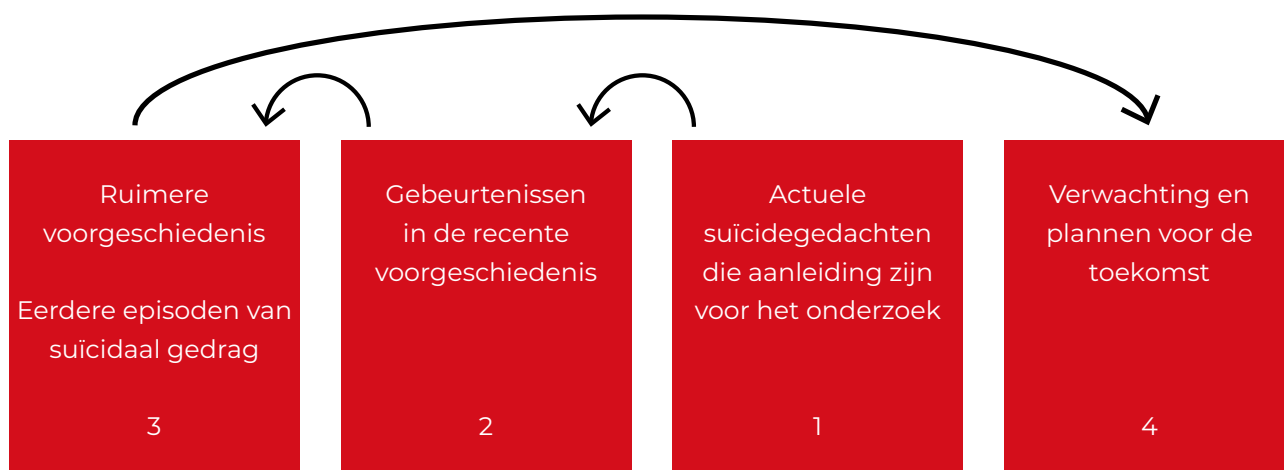 Ruimere
voorgeschiedenis
Eerdere episoden van
suïcidaal gedrag
3
Gebeurtenissen
in de recente
voorgeschiedenis
2
Actuele
suïcidegedachten
die aanleiding zijn
voor het onderzoek
1
Verwachting en
plannen voor de
toekomst
4